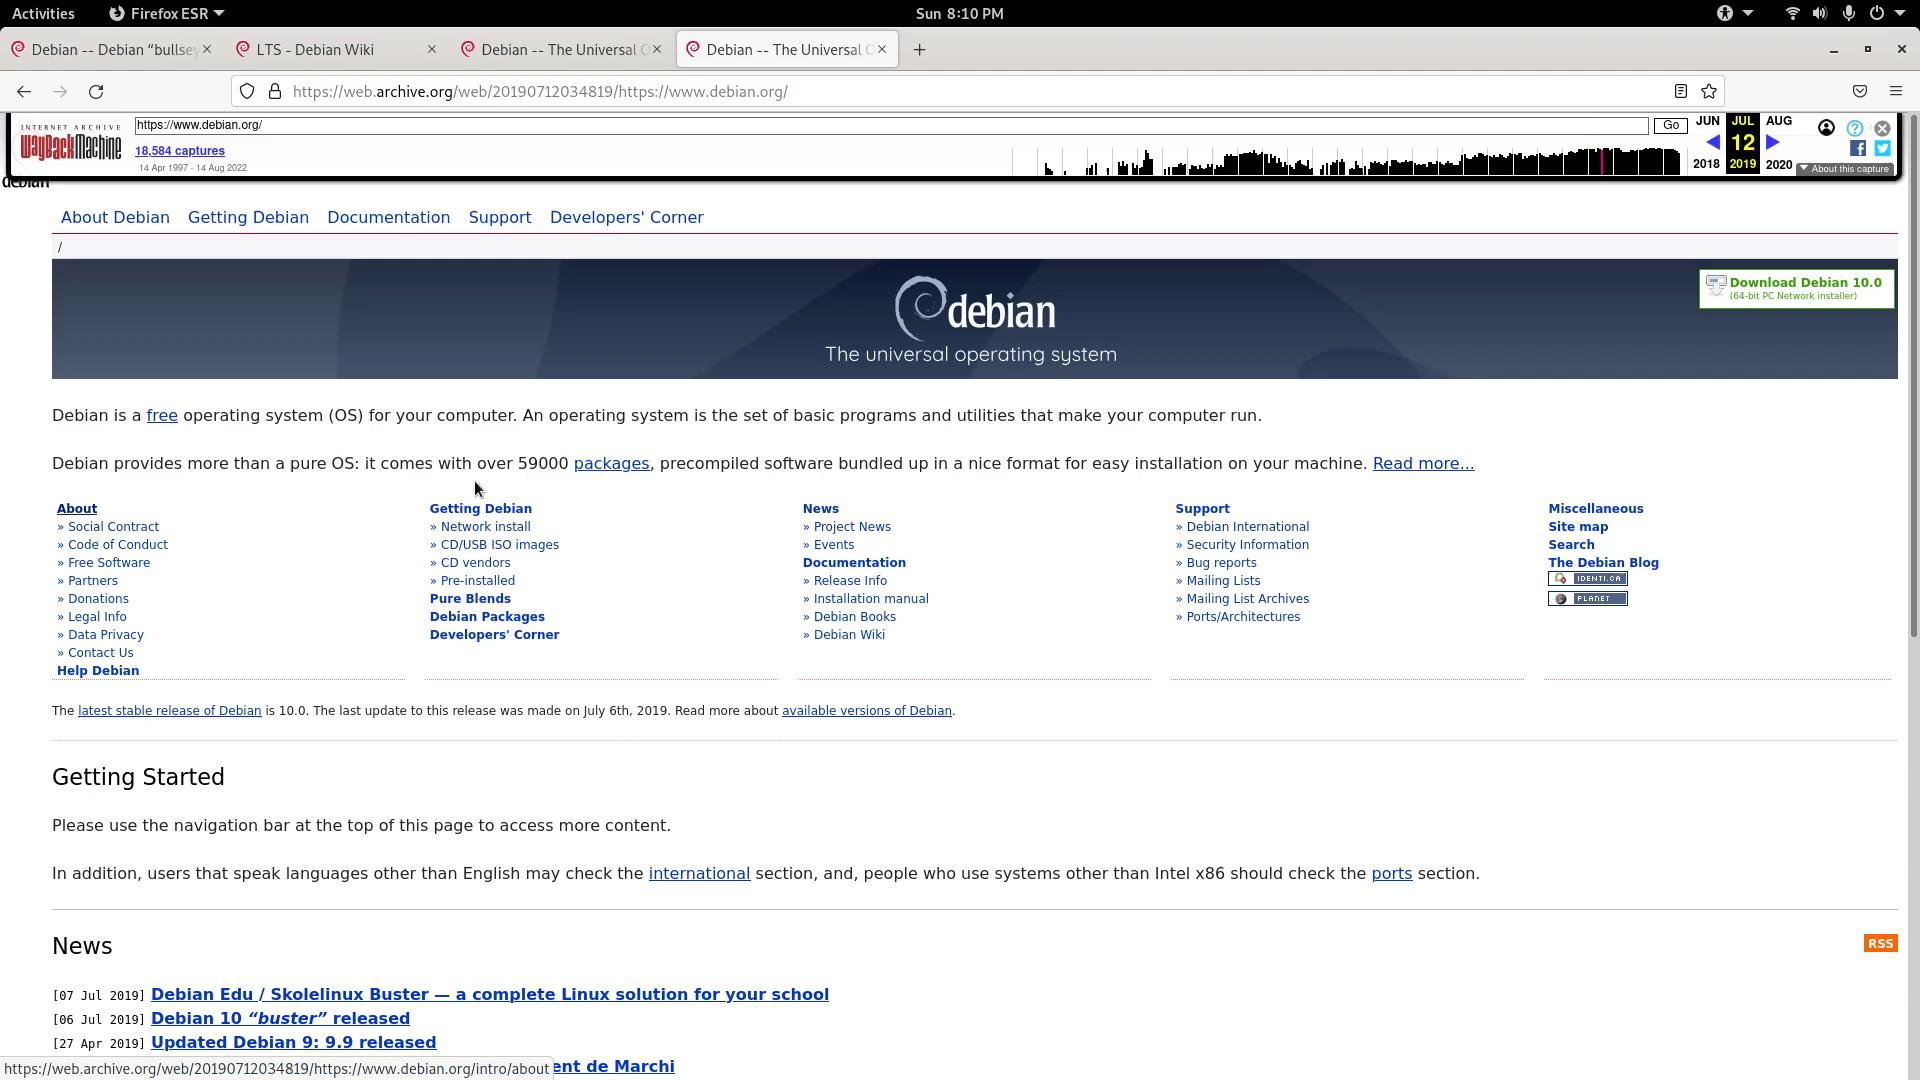 Activities Firefox ESR Sun 8:10 PM
Debian -- Debian “bullsey LTS - Debian Wiki Debian -- The Universal O Debian -- The Universal O
https://web.archive.org/web/20190712034819/https://www.debian.org/
INTERNET ARCHIVE
WayBackMachine
https://www.debian.org/ Go
18,584 captures
14 Apr 1997 - 14 Aug 2022
JUN JUL AUG
12
2018 2019 2020
About this capture
debian
About Debian Getting Debian Documentation Support Developers' Corner
/
debian
The universal operating system
Download Debian 10.0
(64-bit PC Network installer)
Debian is a free operating system (OS) for your computer. An operating system is the set of basic programs and utilities that make your computer run.
Debian provides more than a pure OS: it comes with over 59000 packages, precompiled software bundled up in a nice format for easy installation on your machine. Read more...
About
» Social Contract
» Code of Conduct
» Free Software
» Partners
» Donations
» Legal Info
» Data Privacy
» Contact Us
Help Debian
Getting Debian
» Network install
» CD/USB ISO images
» CD vendors
» Pre-installed
Pure Blends
Debian Packages
Developers' Corner
News
» Project News
» Events
Documentation
» Release Info
» Installation manual
» Debian Books
» Debian Wiki
Support
» Debian International
» Security Information
» Bug reports
» Mailing Lists
» Mailing List Archives
» Ports/Architectures
Miscellaneous
Site map
Search
The Debian Blog
IDENTI.CA
PLANET
The latest stable release of Debian is 10.0. The last update to this release was made on July 6th, 2019. Read more about available versions of Debian.
Getting Started
Please use the navigation bar at the top of this page to access more content.
In addition, users that speak languages other than English may check the international section, and, people who use systems other than Intel x86 should check the ports section.
News
RSS
[07 Jul 2019] Debian Edu / Skolelinux Buster — a complete Linux solution for your school
[06 Jul 2019] Debian 10 “buster” released
[27 Apr 2019] Updated Debian 9: 9.9 released
ent de Marchi
https://web.archive.org/web/20190712034819/https://www.debian.org/intro/about